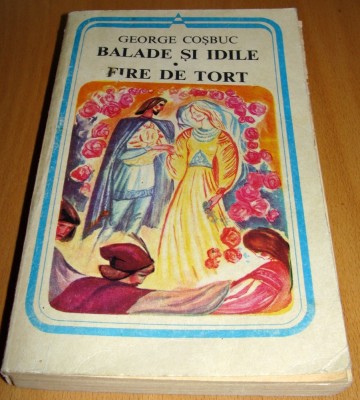 GEORGE COȘBUC
BALADE ȘI IDILE
•
FIRE DE TORT